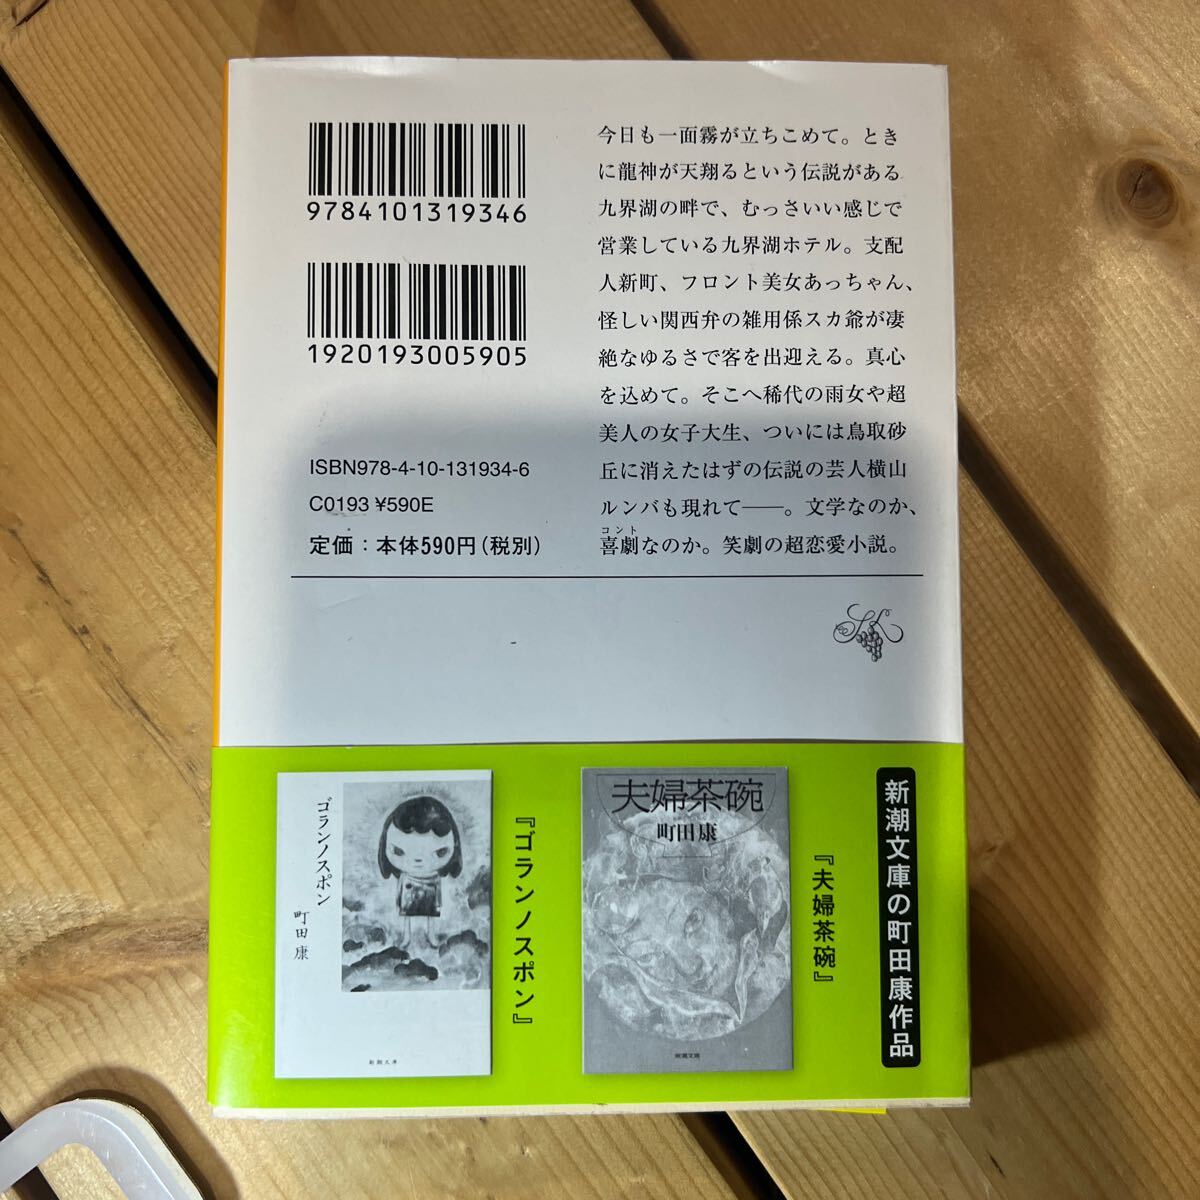 9784101319346
1920193005905
ISBN978-4-10-131934-6
C0193 ¥590E
定価：本体590円(税別)
今日も一面霧が立ちこめて。とき
に龍神が天翔るという伝説がある
九界湖の畔で、むっさいい感じで
営業している九界湖ホテル。支配
人新町、フロント美女あっちゃん、
怪しい関西弁の雑用係スカ爺が凄
絶なゆるさで客を出迎える。真心
を込めて。そこへ稀代の雨女や超
美人の女子大生、ついには鳥取砂
丘に消えたはずの伝説の芸人横山
ルンバも現れて――。文学なのか、
コント
喜劇なのか。笑劇の超恋愛小説。
新潮文庫の町田康作品
『夫婦茶碗』
夫婦茶碗
町田康
新潮文庫
『ゴランノスポン』
ゴランノスポン
町田康
新潮文庫